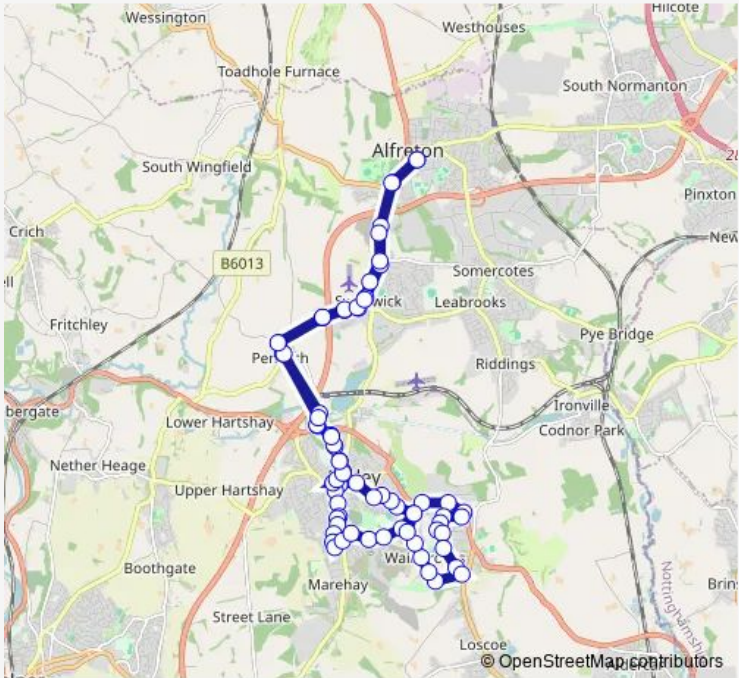 Wessington
Hilcote
Westhouses
Toadhole Furnace
South Normanton
Alfreton
South Wingfield
Pinxton
Crich
B6013
Somercotes
Leabrooks
Fritchley
Pye Bridge
Riddings
Ironville
Lower Hartshay
Codnor Park
Nether Heage
Upper Hartshay
Boothgate
Marehay
Street Lane
Nottinghamsh
Loscoe
© OpenStreetMap contributors